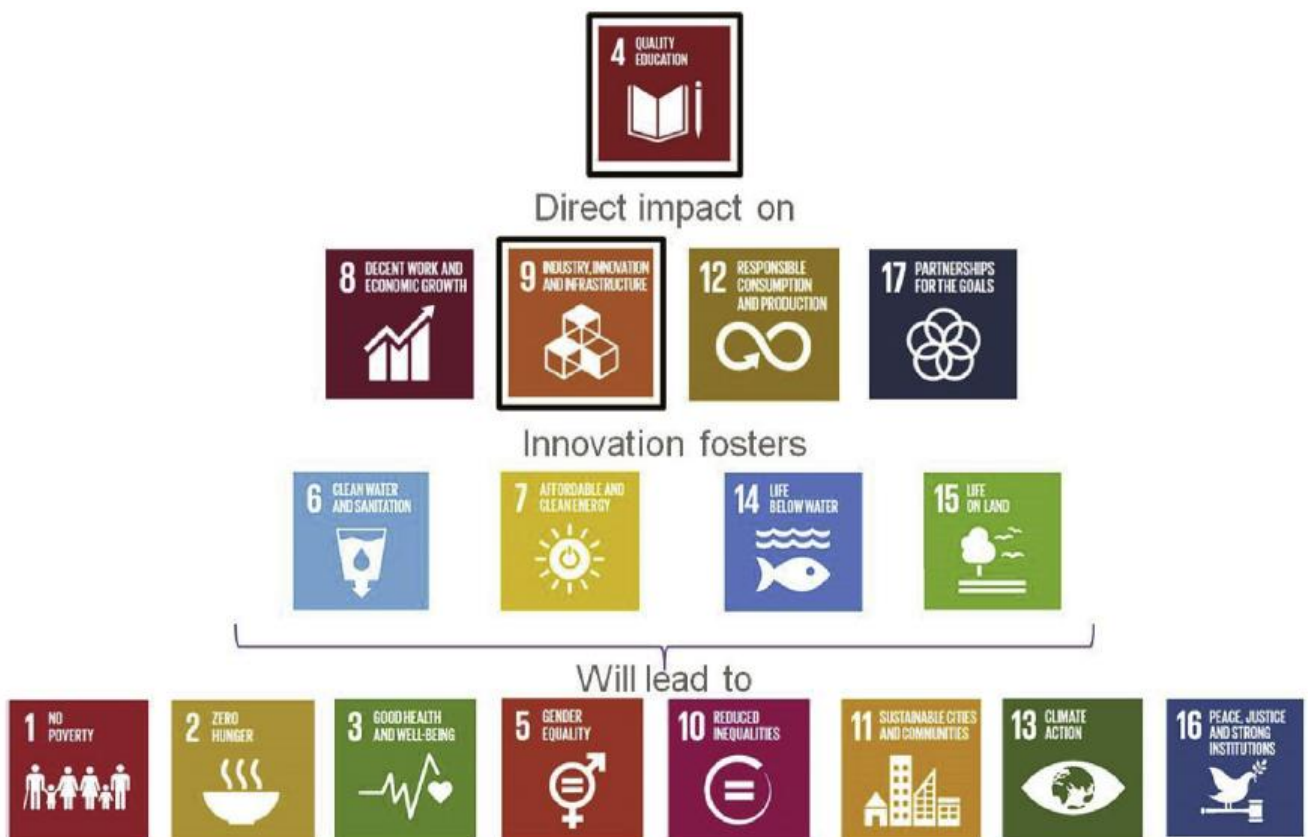 4 QUALITY
EDUCATION
Direct impact on
8 DECENT WORK AND
ECONOMIC GROWTH
9 INDUSTRY, INNOVATION
AND INFRASTRUCTURE
12 RESPONSIBLE
CONSUMPTION
AND PRODUCTION
17 PARTNERSHIPS
FOR THE GOALS
Innovation fosters
6 CLEAN WATER
AND SANITATION
7 AFFORDABLE AND
CLEAN ENERGY
14 LIFE
BELOW WATER
15 LIFE
ON LAND
Will lead to
1 NO
POVERTY
2 ZERO
HUNGER
3 GOOD HEALTH
AND WELL-BEING
5 GENDER
EQUALITY
10 REDUCED
INEQUALITIES
11 SUSTAINABLE CITIES
AND COMMUNITIES
13 CLIMATE
ACTION
16 PEACE, JUSTICE
AND STRONG
INSTITUTIONS